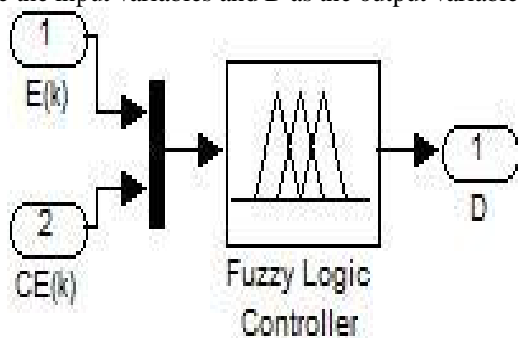 e the input variables and D as the output variable
1
E(k)
2
CE(k)
Fuzzy Logic
Controller
1
D